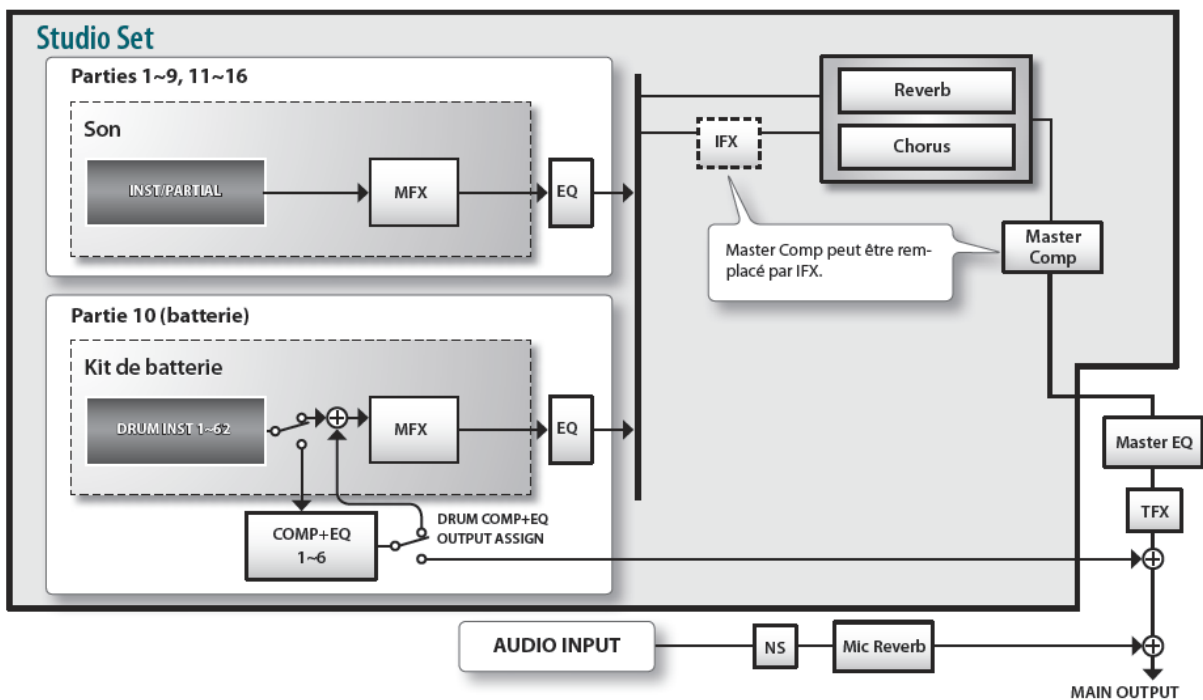 Studio Set
Parties 1~9, 11~16
Son
INST/PARTIAL
MFX
EQ
Partie 10 (batterie)
Kit de batterie
DRUM INST 1~62
MFX
EQ
COMP+EQ
1~6
DRUM COMP+EQ
OUTPUT ASSIGN
IFX
Reverb
Chorus
Master Comp peut être rem-
placé par IFX.
Master
Comp
Master EQ
TFX
AUDIO INPUT
NS
Mic Reverb
MAIN OUTPUT